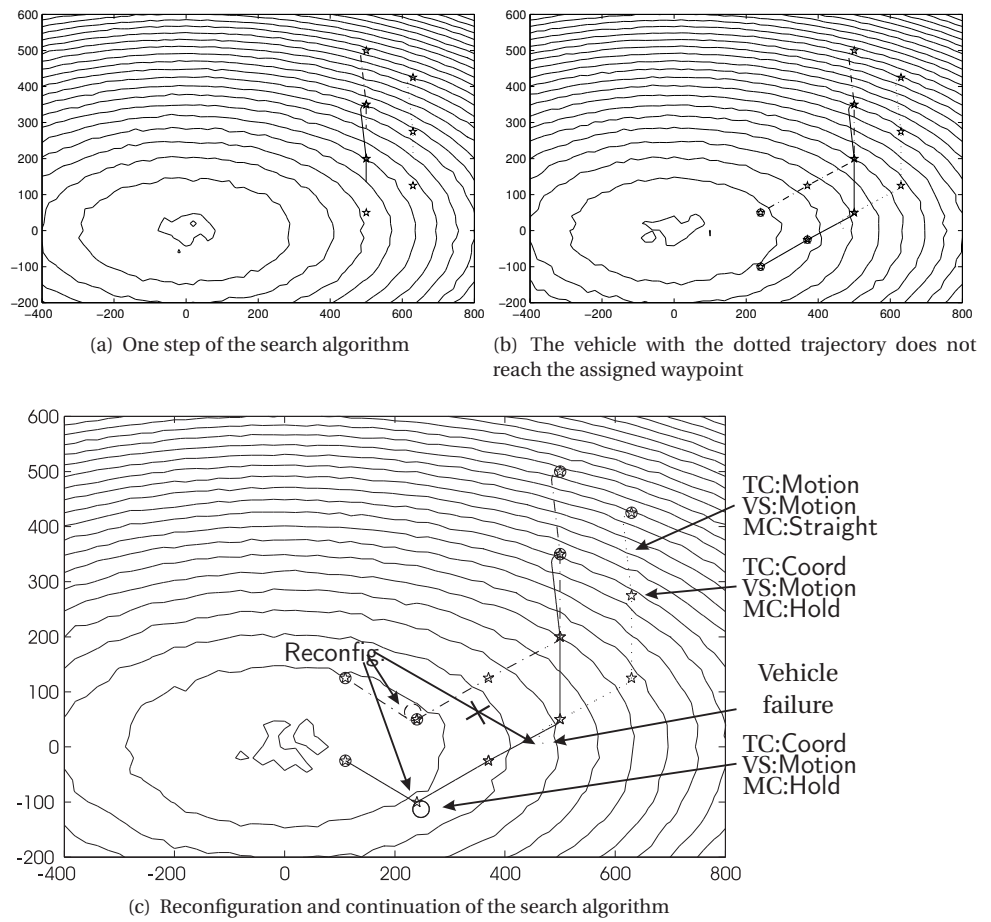 600
500
400
300
200
100
0
−100
−200
−400 −200 0 200 400 600 800
(a) One step of the search algorithm
600
500
400
300
200
100
0
−100
−200
−400 −200 0 200 400 600 800
(b) The vehicle with the dotted trajectory does not
reach the assigned waypoint
600
500
400
300
200
100
0
-100
-200
-400 -200 0 200 400 600 800
Reconfig.
TC:Motion
VS:Motion
MC:Straight
TC:Coord
VS:Motion
MC:Hold
Vehicle
failure
TC:Coord
VS:Motion
MC:Hold
(c) Reconfiguration and continuation of the search algorithm